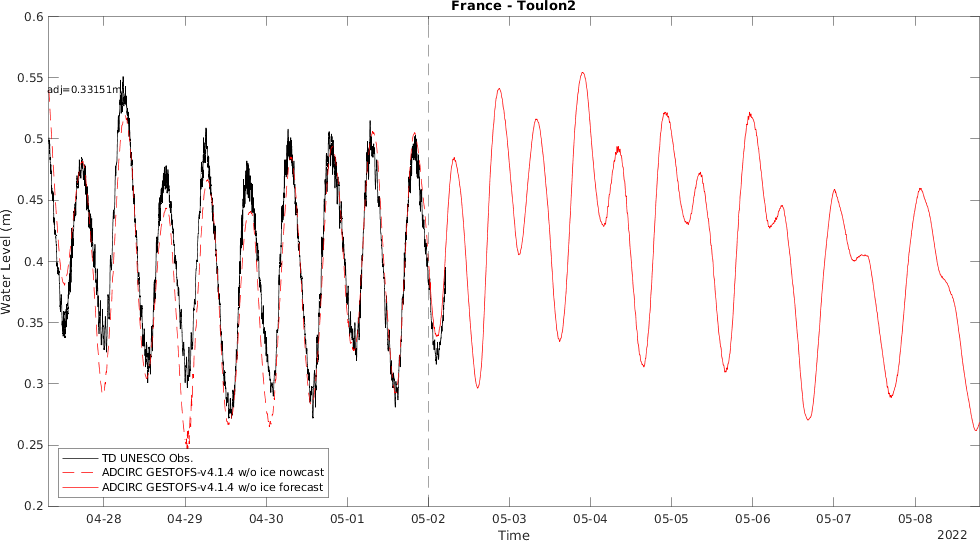 France - Toulon2
adj=0.33151m
Water Level (m)
0.6
0.55
0.5
0.45
0.4
0.35
0.3
0.25
0.2
TD UNESCO Obs.
ADCIRC GESTOFS-v4.1.4 w/o ice nowcast
ADCIRC GESTOFS-v4.1.4 w/o ice forecast
04-28 04-29 04-30 05-01 05-02 05-03 05-04 05-05 05-06 05-07 05-08
Time
2022